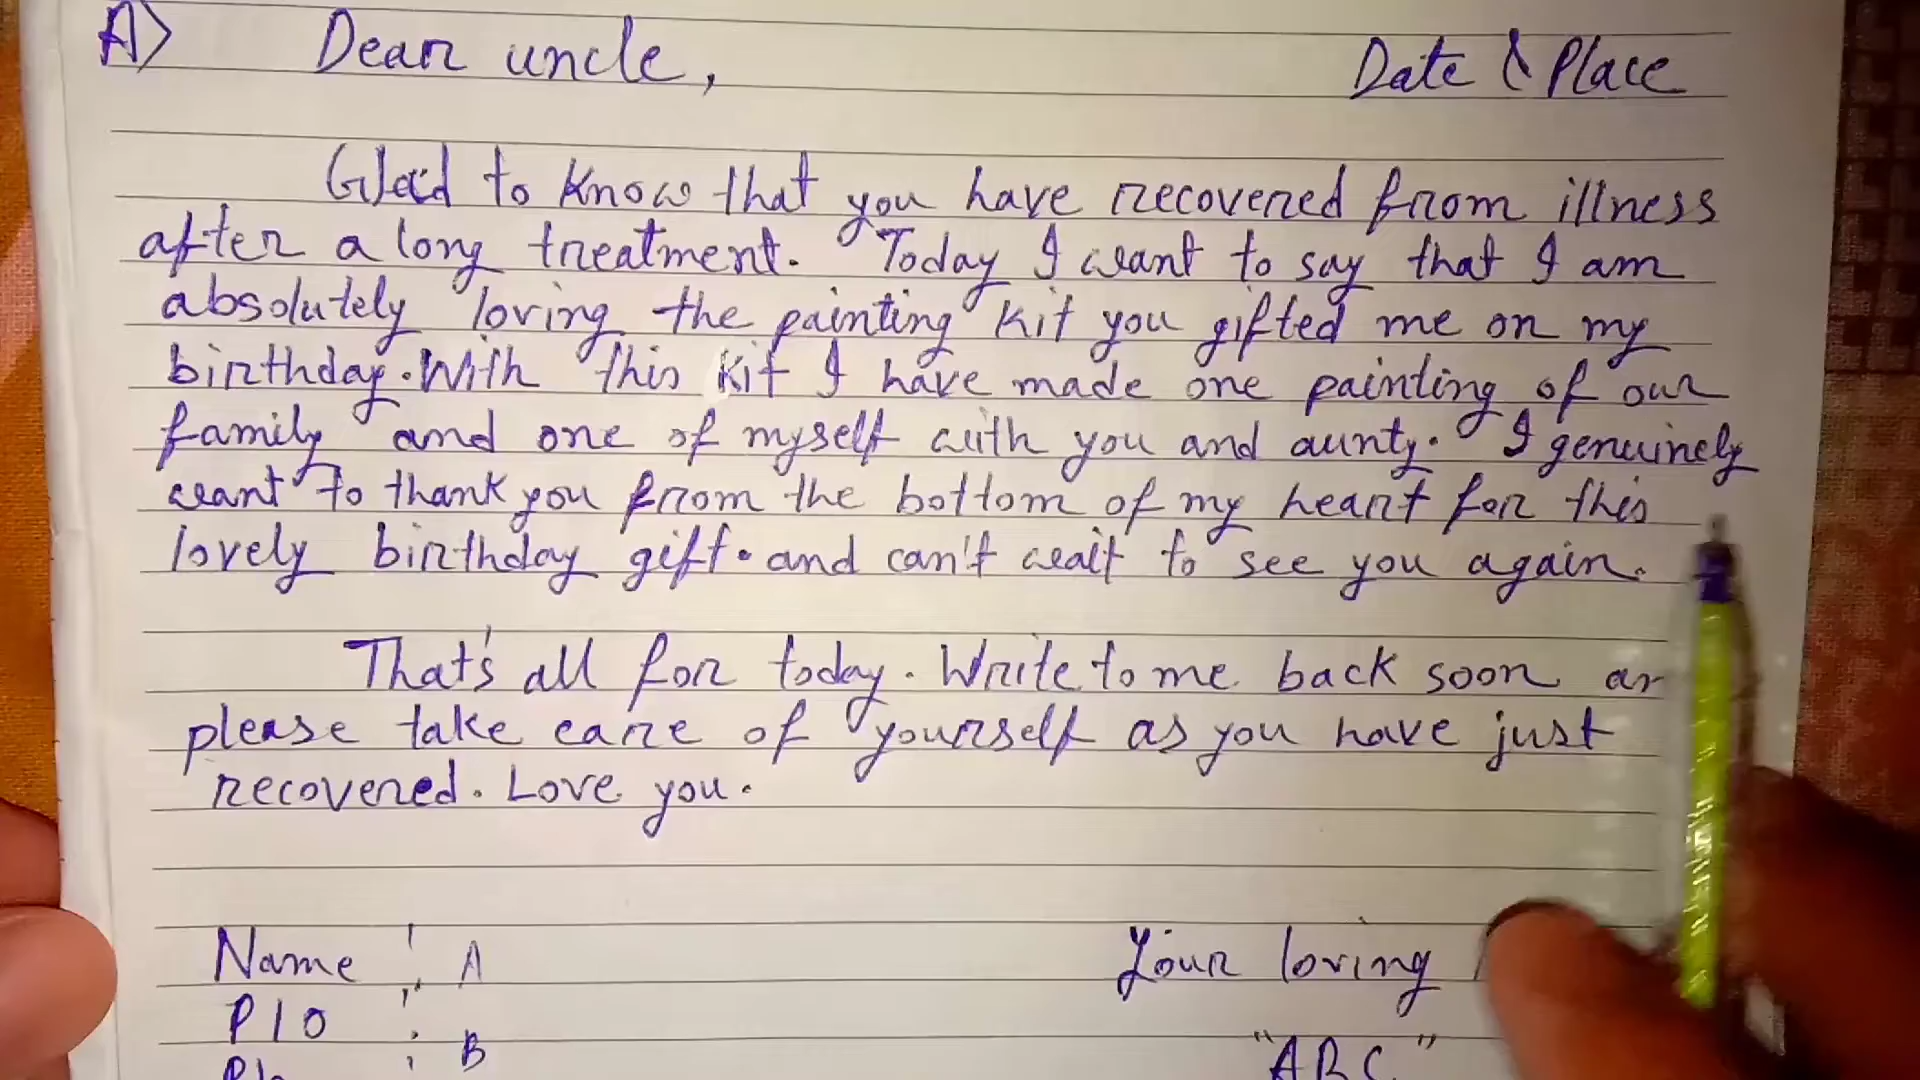 A> Dear uncle, Date & Place
Glad to know that you have recovered from illness
after a long treatment. Today I want to say that I am
absolutely loving the painting kit you gifted me on my
birthday. With this kit I have made one painting of our
family and one of myself with you and aunty. I genuinely
want to thank you from the bottom of my heart for this
lovely birthday gift. and can't wait to see you again.
That's all for today. Write to me back soon
please take care of yourself as you have just
recovered. Love you.
Name : A Your loving
P/O : B "ABC"